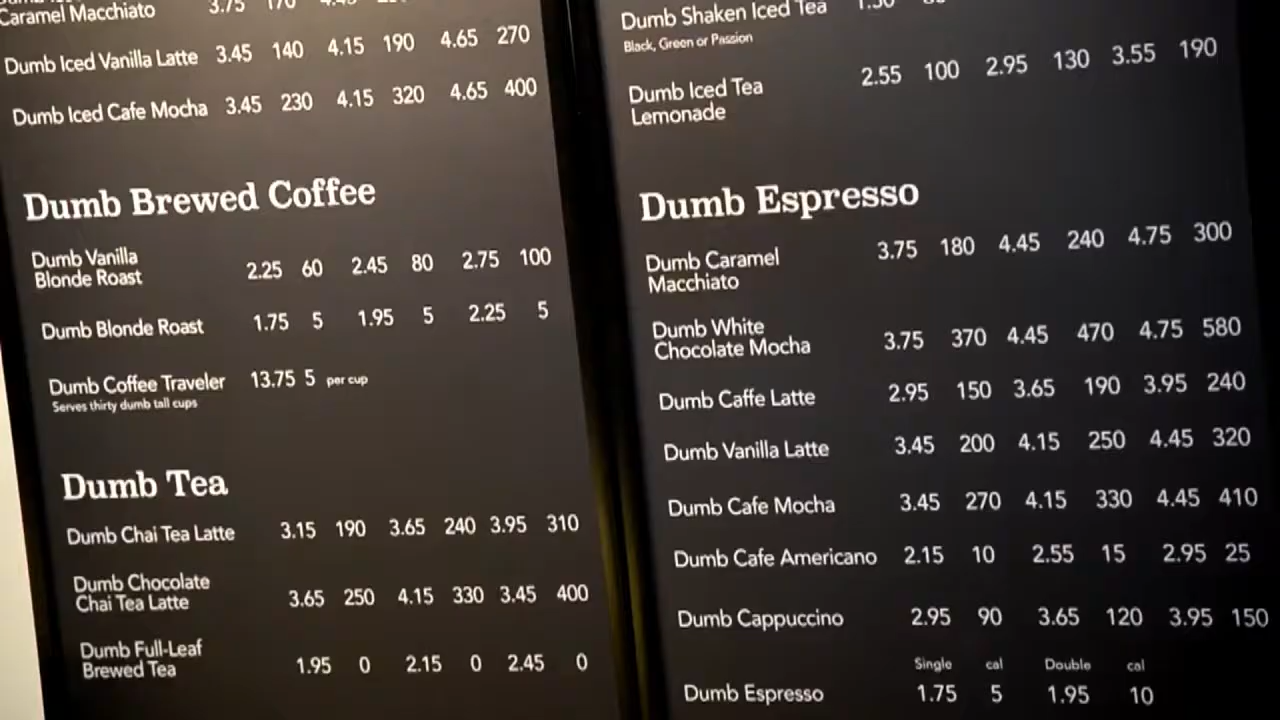 Caramel Macchiato 3.75 170
Dumb Iced Vanilla Latte 3.45 140 4.15 190 4.65 270
Dumb Iced Cafe Mocha 3.45 230 4.15 320 4.65 400
Dumb Brewed Coffee
Dumb Vanilla
Blonde Roast 2.25 60 2.45 80 2.75 100
Dumb Blonde Roast 1.75 5 1.95 5 2.25 5
Dumb Coffee Traveler 13.75 5 per cup
Serves thirty dumb tall cups
Dumb Tea
Dumb Chai Tea Latte 3.15 190 3.65 240 3.95 310
Dumb Chocolate
Chai Tea Latte 3.65 250 4.15 330 3.45 400
Dumb Full-Leaf
Brewed Tea 1.95 0 2.15 0 2.45 0
Dumb Shaken Iced Tea
Black, Green or Passion
Dumb Iced Tea 2.55 100 2.95 130 3.55 190
Lemonade
Dumb Espresso
Dumb Caramel 3.75 180 4.45 240 4.75 300
Macchiato
Dumb White
Chocolate Mocha 3.75 370 4.45 470 4.75 580
Dumb Caffe Latte 2.95 150 3.65 190 3.95 240
Dumb Vanilla Latte 3.45 200 4.15 250 4.45 320
Dumb Cafe Mocha 3.45 270 4.15 330 4.45 410
Dumb Cafe Americano 2.15 10 2.55 15 2.95 25
Dumb Cappuccino 2.95 90 3.65 120 3.95 150
Single cal Double cal
Dumb Espresso 1.75 5 1.95 10